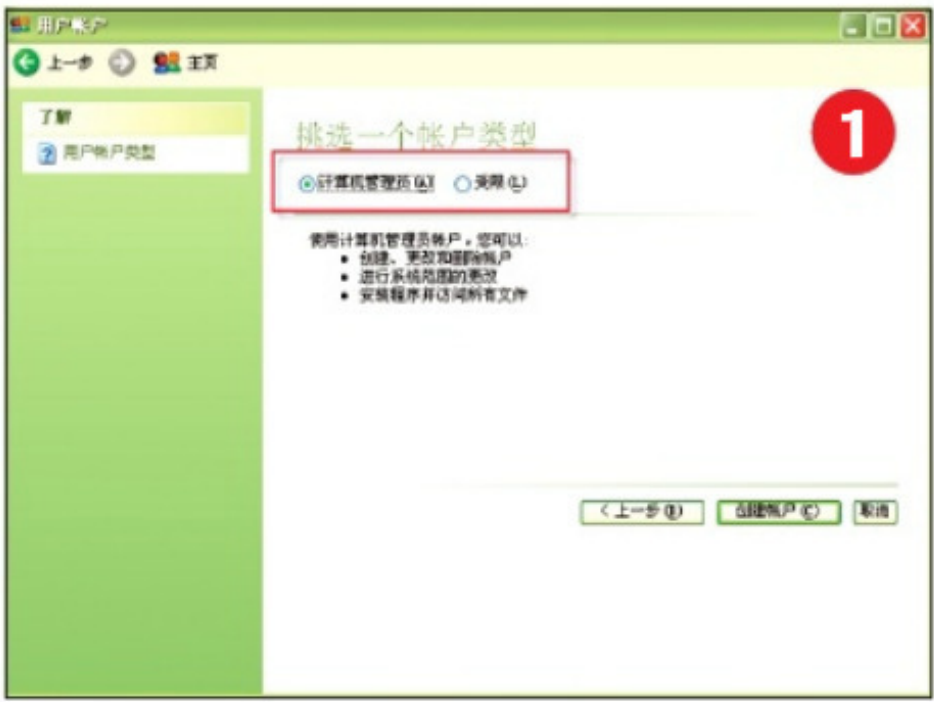 用户帐户
上一步 主页
了解
用户帐户类型
1
挑选一个帐户类型
计算机管理员(A) 受限(L)
使用计算机管理员帐户，您可以:
• 创建、更改和删除帐户
• 进行系统范围的更改
• 安装程序并访问所有文件
<上一步(B) 创建帐户(C) 取消